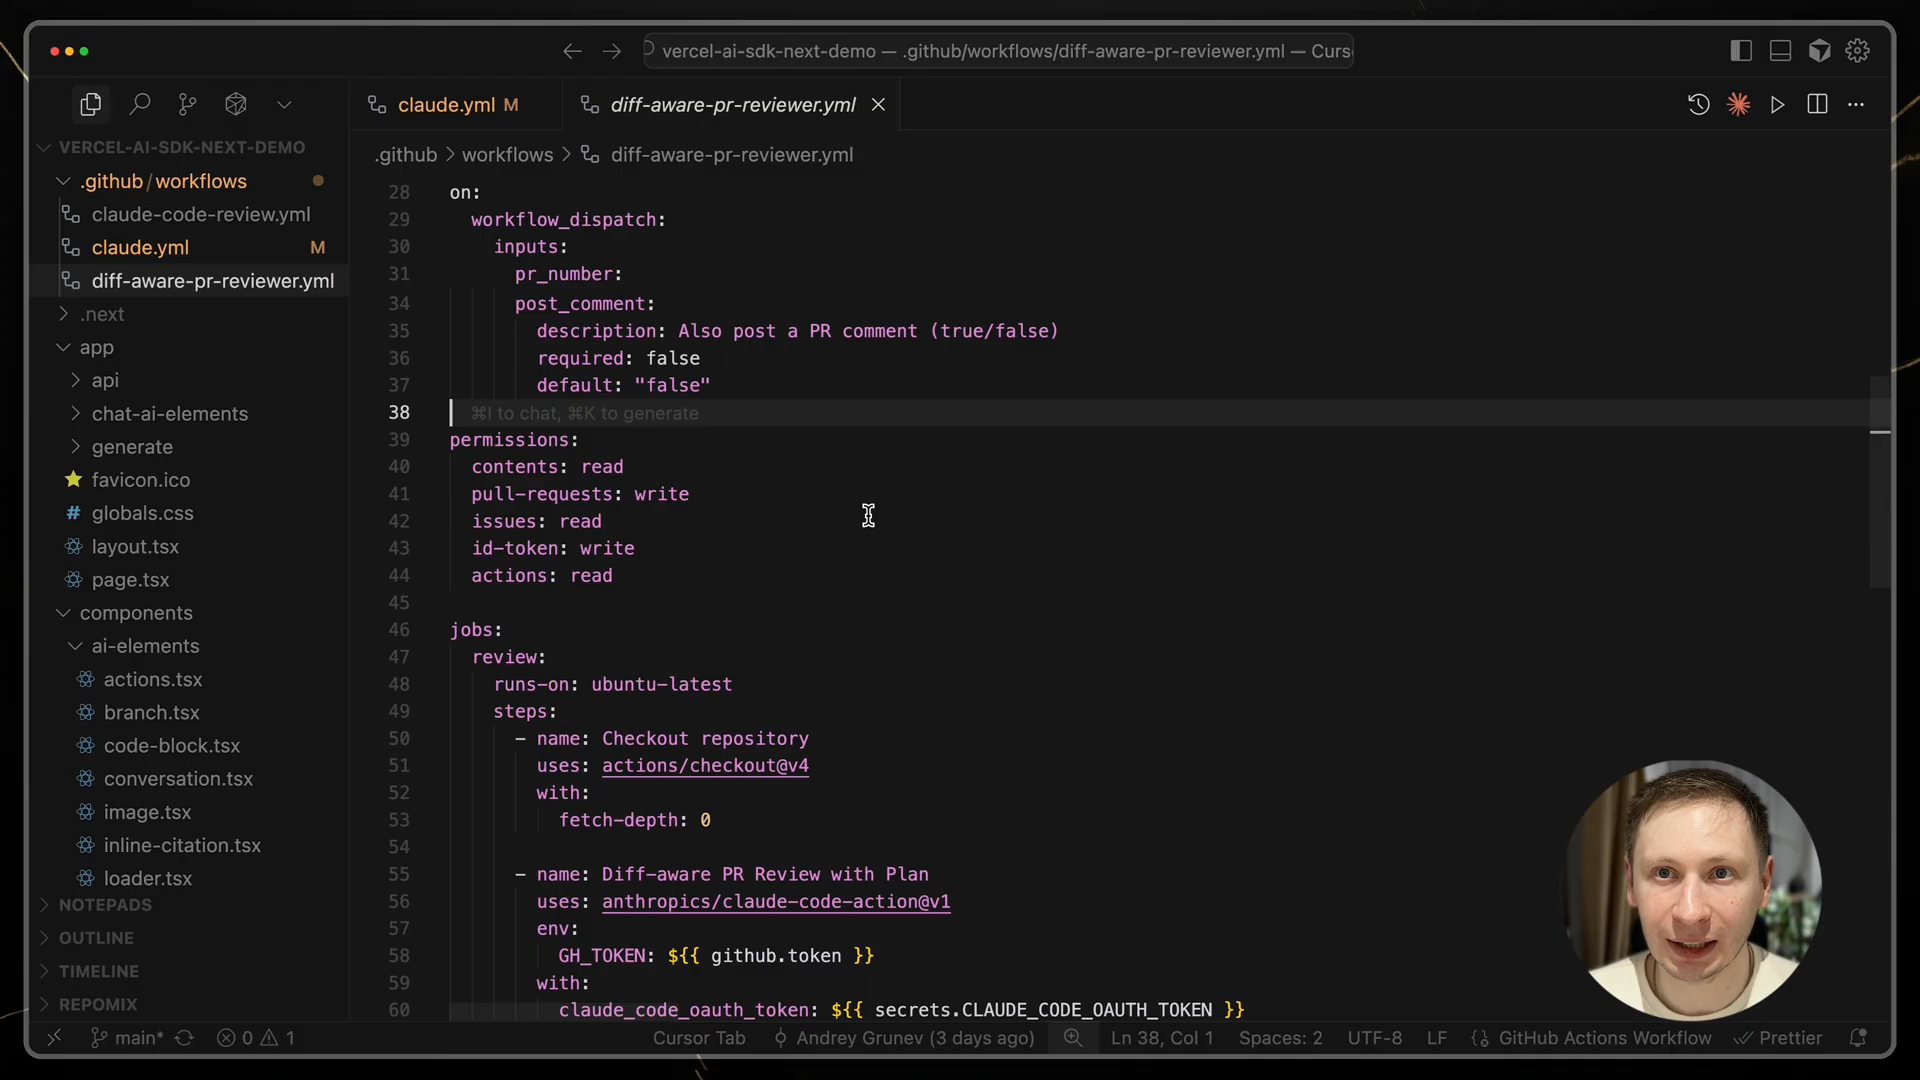 vercel-ai-sdk-next-demo — .github/workflows/diff-aware-pr-reviewer.yml — Curs
claude.yml M
diff-aware-pr-reviewer.yml
.github > workflows > diff-aware-pr-reviewer.yml
VERCEL-AI-SDK-NEXT-DEMO
.github/workflows
claude-code-review.yml
claude.yml M
diff-aware-pr-reviewer.yml
.next
app
api
chat-ai-elements
generate
favicon.ico
# globals.css
layout.tsx
page.tsx
components
ai-elements
actions.tsx
branch.tsx
code-block.tsx
conversation.tsx
image.tsx
inline-citation.tsx
loader.tsx
NOTEPADS
OUTLINE
TIMELINE
REPOMIX
28 on:
29 workflow_dispatch:
30 inputs:
31 pr_number:
34 post_comment:
35 description: Also post a PR comment (true/false)
36 required: false
37 default: "false"
38 ⌘I to chat, ⌘K to generate
39 permissions:
40 contents: read
41 pull-requests: write
42 issues: read
43 id-token: write
44 actions: read
45
46 jobs:
47 review:
48 runs-on: ubuntu-latest
49 steps:
50 - name: Checkout repository
51 uses: actions/checkout@v4
52 with:
53 fetch-depth: 0
54
55 - name: Diff-aware PR Review with Plan
56 uses: anthropics/claude-code-action@v1
57 env:
58 GH_TOKEN: ${{ github.token }}
59 with:
60 claude_code_oauth_token: ${{ secrets.CLAUDE_CODE_OAUTH_TOKEN }}
main* 0 1 Cursor Tab Andrey Grunev (3 days ago) Ln 38, Col 1 Spaces: 2 UTF-8 LF GitHub Actions Workflow Prettier